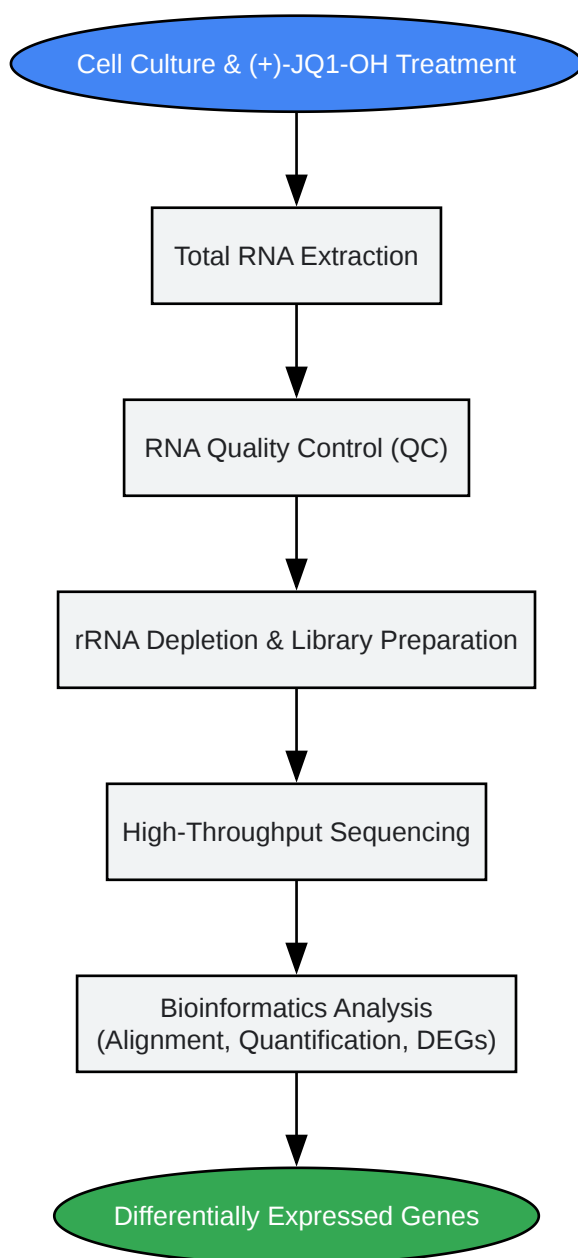 Cell Culture & (+)-JQ1-OH Treatment
Total RNA Extraction
RNA Quality Control (QC)
rRNA Depletion & Library Preparation
High-Throughput Sequencing
Bioinformatics Analysis
(Alignment, Quantification, DEGs)
Differentially Expressed Genes